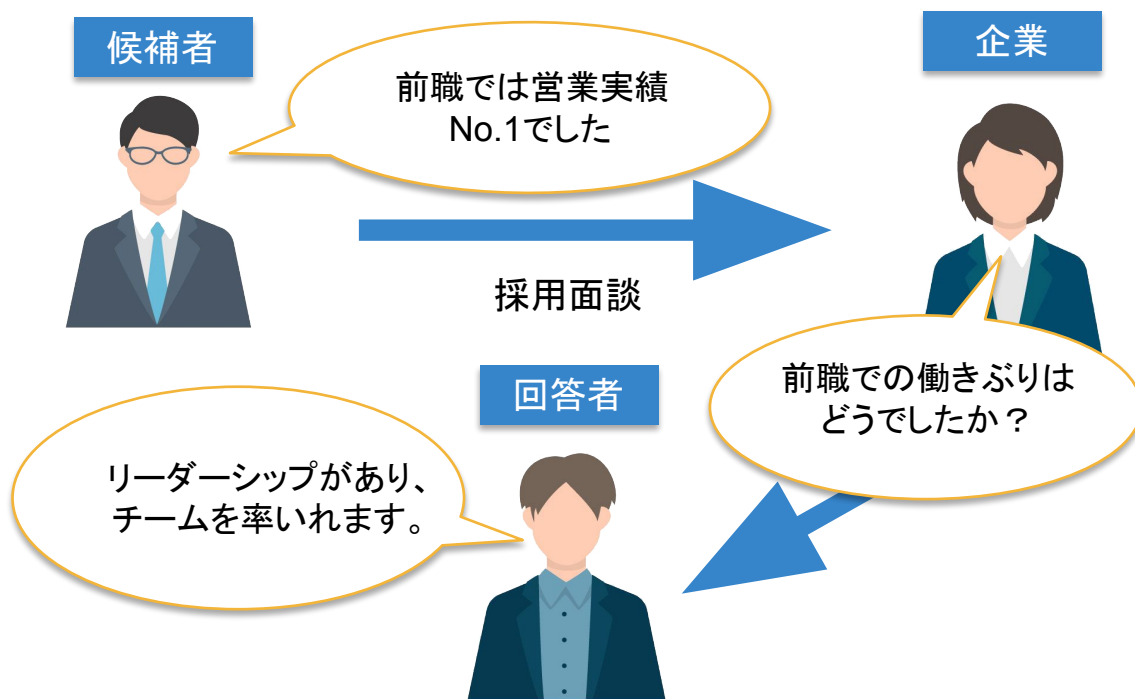 候補者
企業
前職では営業実績
No.1でした
採用面談
前職での働きぶりは
どうでしたか？
回答者
リーダーシップがあり、
チームを率いれます。